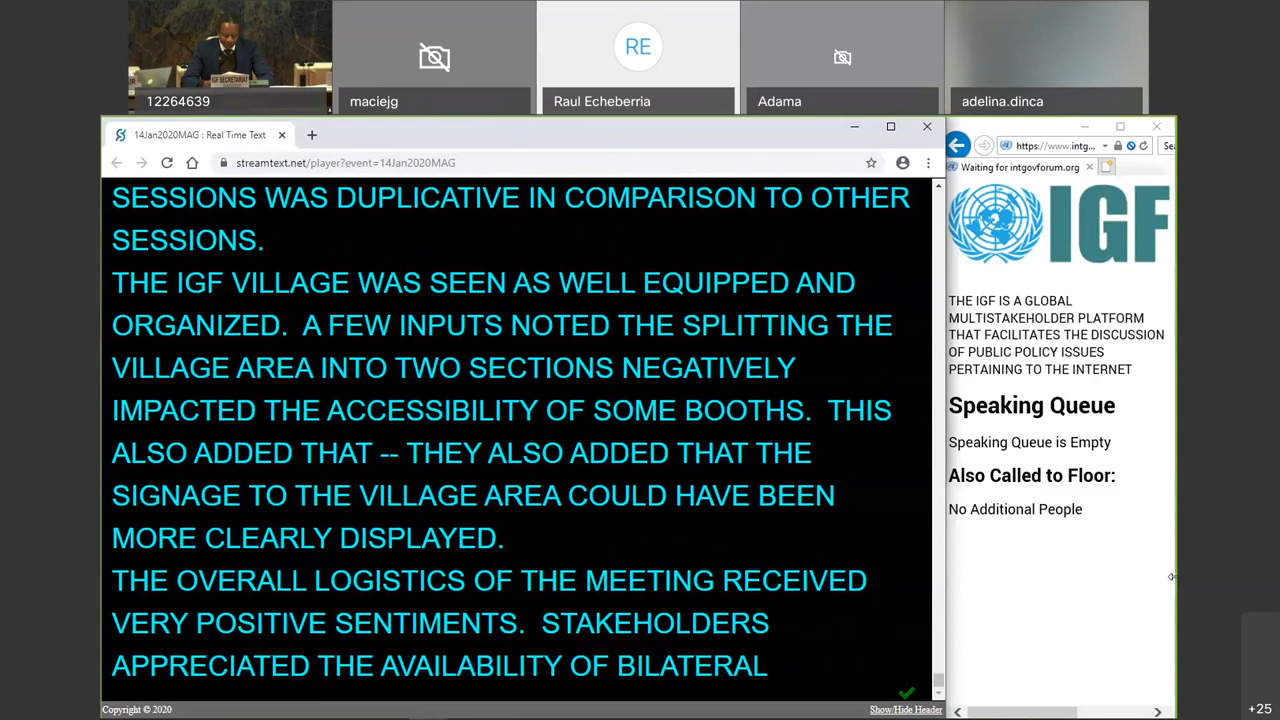 IGF SECRETARIAT
12264639
maciejg
RE
Raul Echeberria
Adama
adelina.dinca
14Jan2020MAG : Real Time Text
streamtext.net/player?event=14Jan2020MAG
SESSIONS WAS DUPLICATIVE IN COMPARISON TO OTHER
SESSIONS.
THE IGF VILLAGE WAS SEEN AS WELL EQUIPPED AND
ORGANIZED.  A FEW INPUTS NOTED THE SPLITTING THE
VILLAGE AREA INTO TWO SECTIONS NEGATIVELY
IMPACTED THE ACCESSIBILITY OF SOME BOOTHS.  THIS
ALSO ADDED THAT -- THEY ALSO ADDED THAT THE
SIGNAGE TO THE VILLAGE AREA COULD HAVE BEEN
MORE CLEARLY DISPLAYED.
THE OVERALL LOGISTICS OF THE MEETING RECEIVED
VERY POSITIVE SENTIMENTS.  STAKEHOLDERS
APPRECIATED THE AVAILABILITY OF BILATERAL
Copyright © 2020
Show/Hide Header
https://www.intg...
Sea
Waiting for intgovforum.org
IGF
THE IGF IS A GLOBAL
MULTISTAKEHOLDER PLATFORM
THAT FACILITATES THE DISCUSSION
OF PUBLIC POLICY ISSUES
PERTAINING TO THE INTERNET
Speaking Queue
Speaking Queue is Empty
Also Called to Floor:
No Additional People
+25